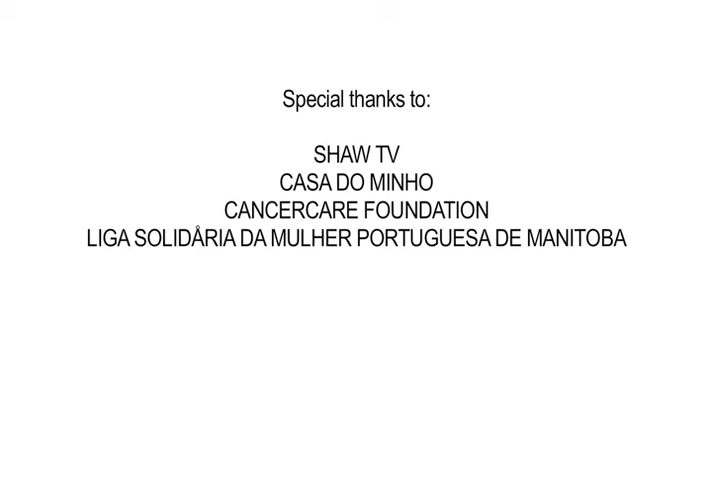 Special thanks to:
SHAW TV
CASA DO MINHO
CANCERCARE FOUNDATION
LIGA SOLIDÅRIA DA MULHER PORTUGUESA DE MANITOBA